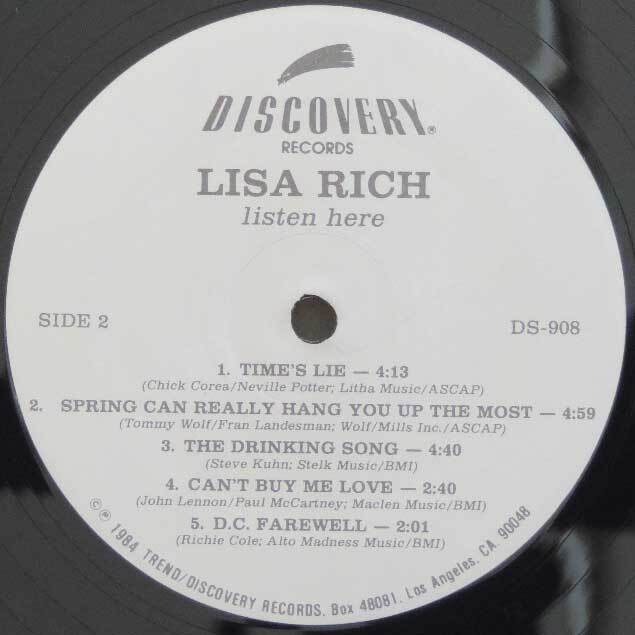 DISCOVERY®
RECORDS
LISA RICH
listen here
SIDE 2
DS-908
1. TIME'S LIE — 4:13
(Chick Corea/Neville Potter; Litha Music/ASCAP)
2. SPRING CAN REALLY HANG YOU UP THE MOST — 4:59
(Tommy Wolf/Fran Landesman; Wolf/Mills Inc./ASCAP)
3. THE DRINKING SONG — 4:40
(Steve Kuhn; Stelk Music/BMI)
4. CAN'T BUY ME LOVE — 2:40
(John Lennon/Paul McCartney; Maclen Music/BMI)
5. D.C. FAREWELL — 2:01
(Richie Cole; Alto Madness Music/BMI)
©℗ 1984 TREND/DISCOVERY RECORDS. Box 48081. Los Angeles. CA. 90048